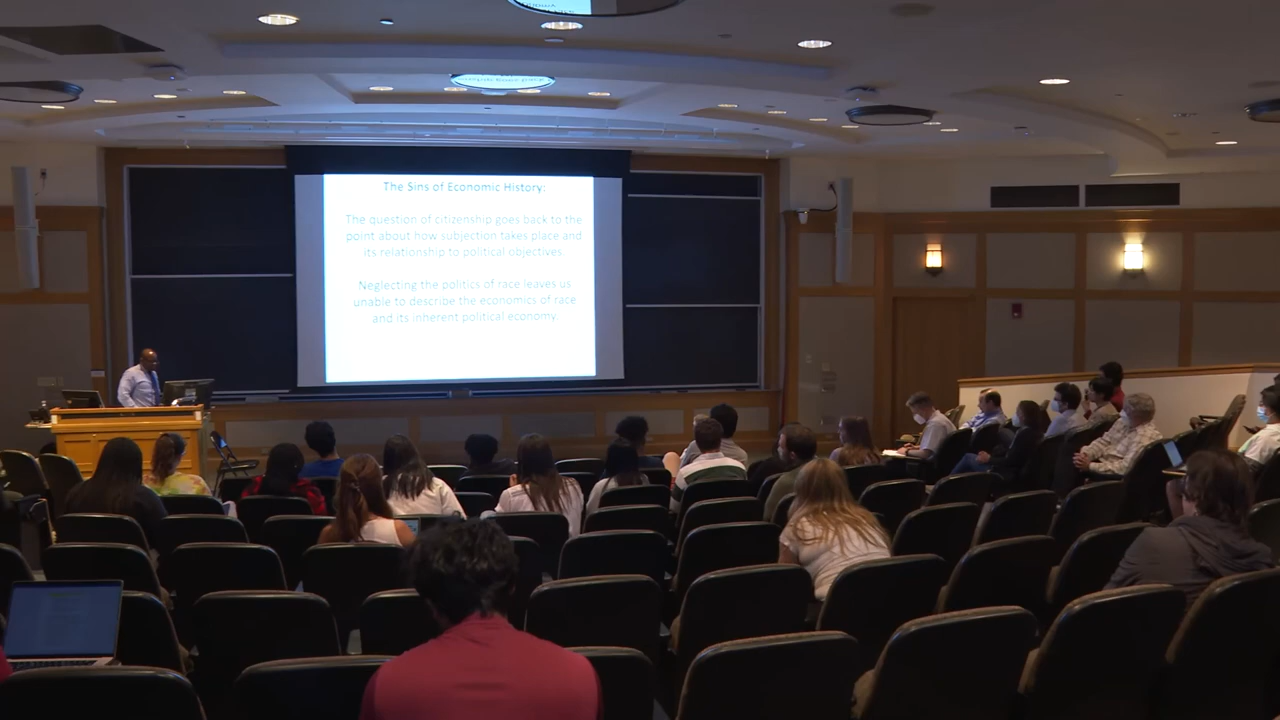 The Sins of Economic History:
The question of citizenship goes back to the
point about how subjection takes place and
its relationship to political objectives.
Neglecting the politics of race leaves us
unable to describe the economics of race
and its inherent political economy.